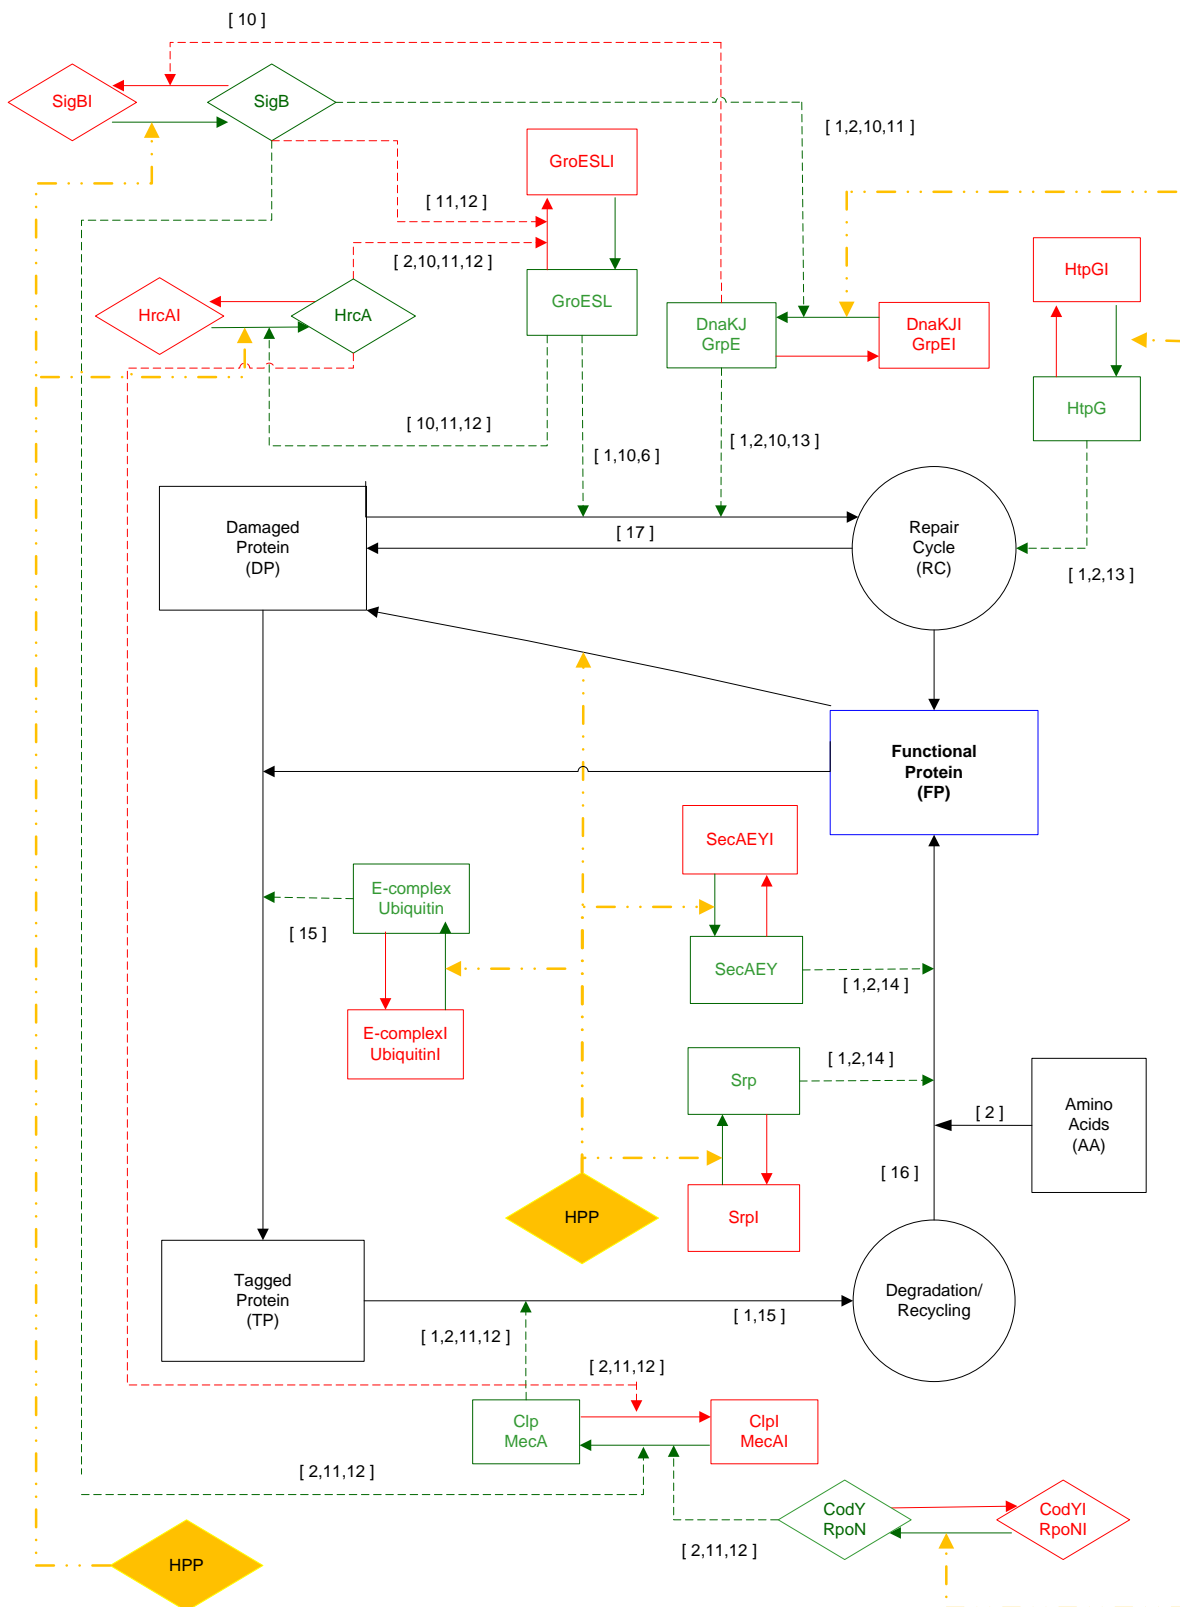 [ 10 ]
SigBI
SigB
[ 1,2,10,11 ]
GroESLI
[ 11,12 ]
[ 2,10,11,12 ]
HtpGI
HrcAI
HrcA
GroESL
DnaKJ
GrpE
DnaKJI
GrpEI
HtpG
[ 10,11,12 ]
[ 1,10,6 ]
[ 1,2,10,13 ]
Damaged
Protein
(DP)
[ 17 ]
Repair
Cycle
(RC)
[ 1,2,13 ]
Functional
Protein
(FP)
SecAEYI
E-complex
Ubiquitin
[ 15 ]
SecAEY
[ 1,2,14 ]
E-complexI
UbiquitinI
[ 1,2,14 ]
Srp
[ 2 ]
Amino
Acids
(AA)
[ 16 ]
HPP
SrpI
Tagged
Protein
(TP)
Degradation/
Recycling
[ 1,15 ]
[ 1,2,11,12 ]
[ 2,11,12 ]
Clp
MecA
ClpI
MecAI
[ 2,11,12 ]
CodY
RpoN
CodYI
RpoNI
[ 2,11,12 ]
HPP